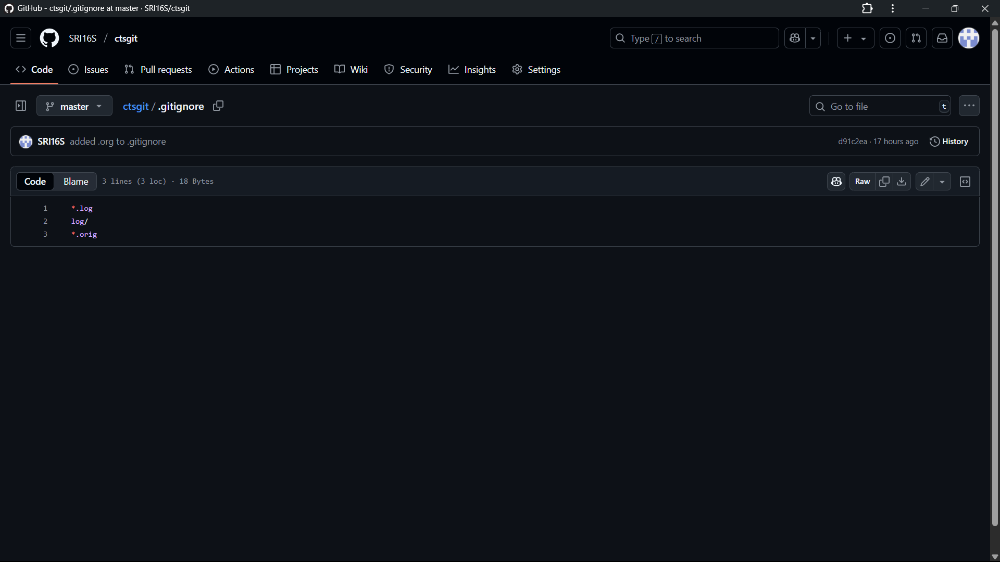 GitHub - ctsgit/.gitignore at master · SRI16S/ctsgit
SRI16S / ctsgit
Type / to search
Code Issues Pull requests Actions Projects Wiki Security Insights Settings
master ctsgit / .gitignore
Go to file t
SRI16S added .org to .gitignore
d91c2ea · 17 hours ago History
Code Blame 3 lines (3 loc) · 18 Bytes
Raw
1 *.log
2 log/
3 *.orig